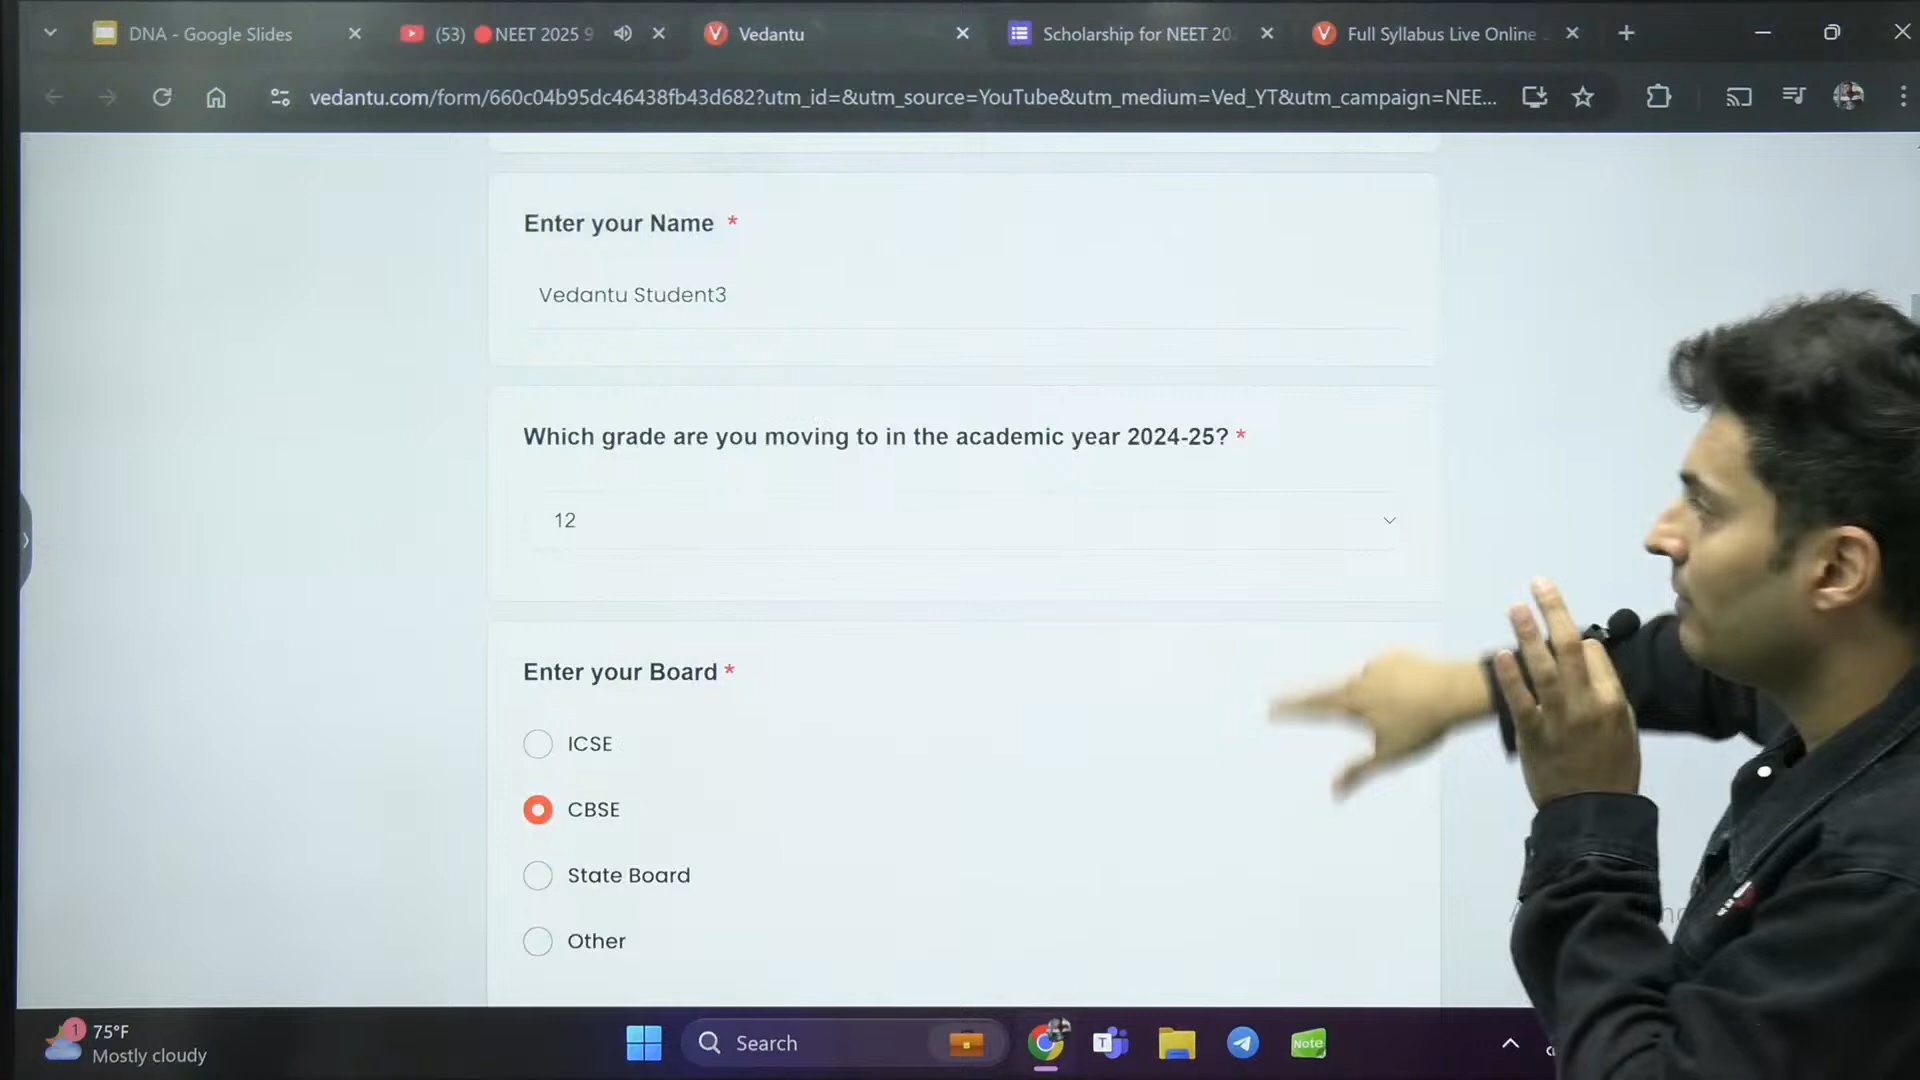 DNA - Google Slides
(53) NEET 2025 9
Vedantu
Scholarship for NEET 20
Full Syllabus Live Online
vedantu.com/form/660c04b95dc46438fb43d682?utm_id=&utm_source=YouTube&utm_medium=Ved_YT&utm_campaign=NEE...
Enter your Name *
Vedantu Student3
Which grade are you moving to in the academic year 2024-25? *
12
Enter your Board *
ICSE
CBSE
State Board
Other
1
75°F
Mostly cloudy
Search
T
Note